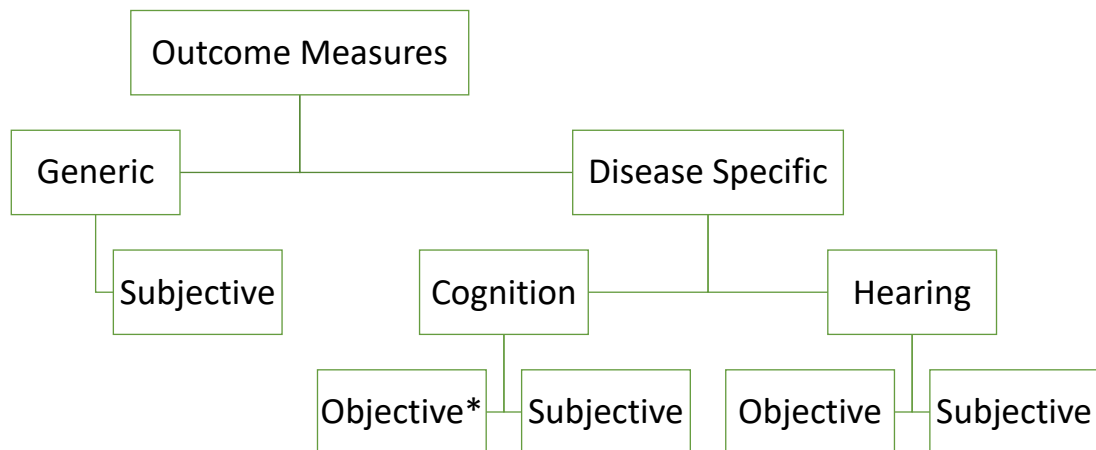 Outcome Measures
Generic
Disease Specific
Subjective
Cognition
Hearing
Objective*
Subjective
Objective
Subjective